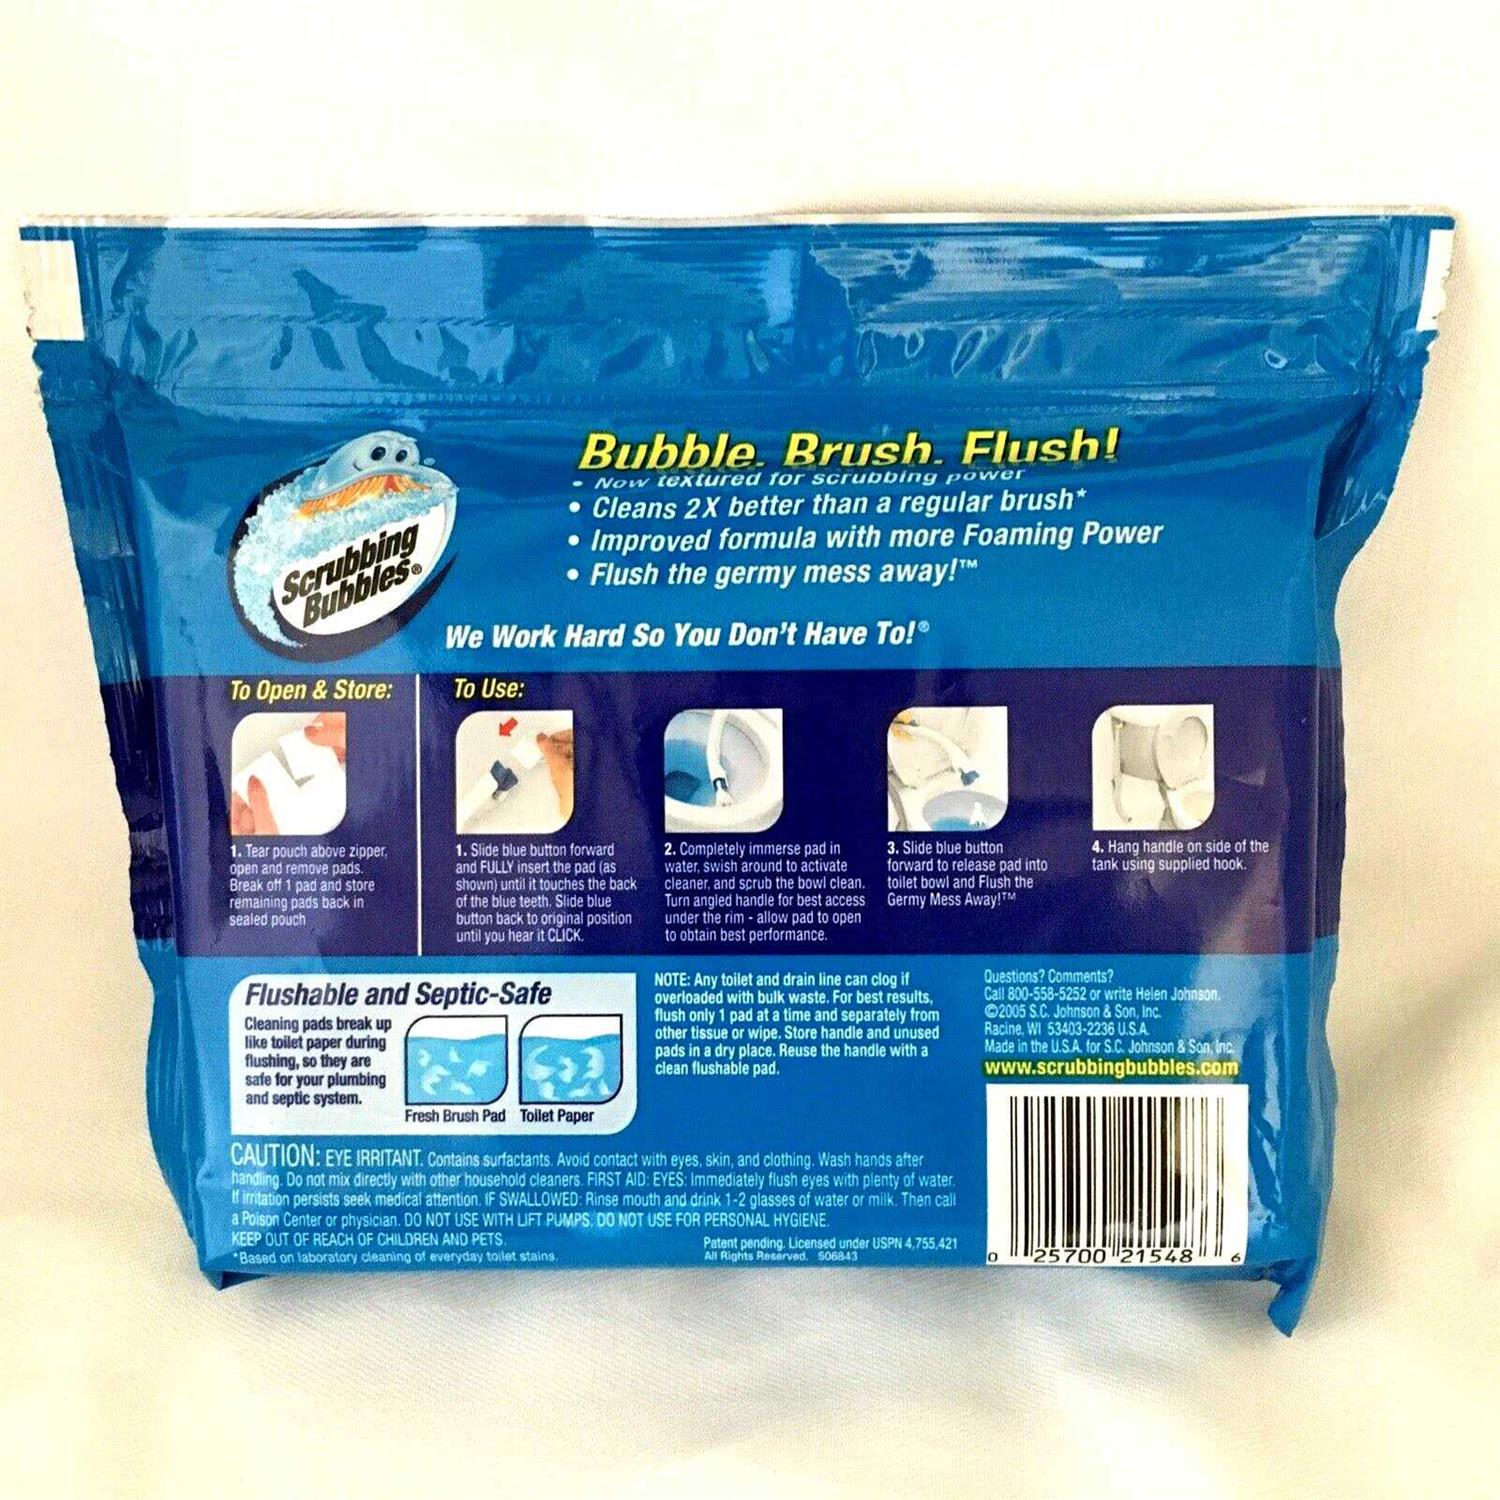 Scrubbing
Bubbles®
Bubble. Brush. Flush!
• Now textured for scrubbing power
• Cleans 2X better than a regular brush*
• Improved formula with more Foaming Power
• Flush the germy mess away!™
We Work Hard So You Don't Have To!®
To Open & Store:
1. Tear pouch above zipper,
open and remove pads.
Break off 1 pad and store
remaining pads back in
sealed pouch
To Use:
1. Slide blue button forward
and FULLY insert the pad (as
shown) until it touches the back
of the blue teeth. Slide blue
button back to original position
until you hear it CLICK.
2. Completely immerse pad in
water, swish around to activate
cleaner, and scrub the bowl clean.
Turn angled handle for best access
under the rim - allow pad to open
to obtain best performance.
3. Slide blue button
forward to release pad into
toilet bowl and Flush the
Germy Mess Away!™
4. Hang handle on side of the
tank using supplied hook.
Flushable and Septic-Safe
Cleaning pads break up
like toilet paper during
flushing, so they are
safe for your plumbing
and septic system.
Fresh Brush Pad Toilet Paper
NOTE: Any toilet and drain line can clog if
overloaded with bulk waste. For best results,
flush only 1 pad at a time and separately from
other tissue or wipe. Store handle and unused
pads in a dry place. Reuse the handle with a
clean flushable pad.
Questions? Comments?
Call 800-558-5252 or write Helen Johnson.
©2005 S.C. Johnson & Son, Inc.
Racine, WI 53403-2236 U.S.A.
Made in the U.S.A. for S.C. Johnson & Son, Inc.
www.scrubbingbubbles.com
CAUTION: EYE IRRITANT. Contains surfactants. Avoid contact with eyes, skin, and clothing. Wash hands after
handling. Do not mix directly with other household cleaners. FIRST AID: EYES: Immediately flush eyes with plenty of water.
If irritation persists seek medical attention. IF SWALLOWED: Rinse mouth and drink 1-2 glasses of water or milk. Then call
a Poison Center or physician. DO NOT USE WITH LIFT PUMPS. DO NOT USE FOR PERSONAL HYGIENE.
KEEP OUT OF REACH OF CHILDREN AND PETS.
*Based on laboratory cleaning of everyday toilet stains.
Patent pending. Licensed under USPN 4,755,421
All Rights Reserved. 506843
0 25700 21548 6